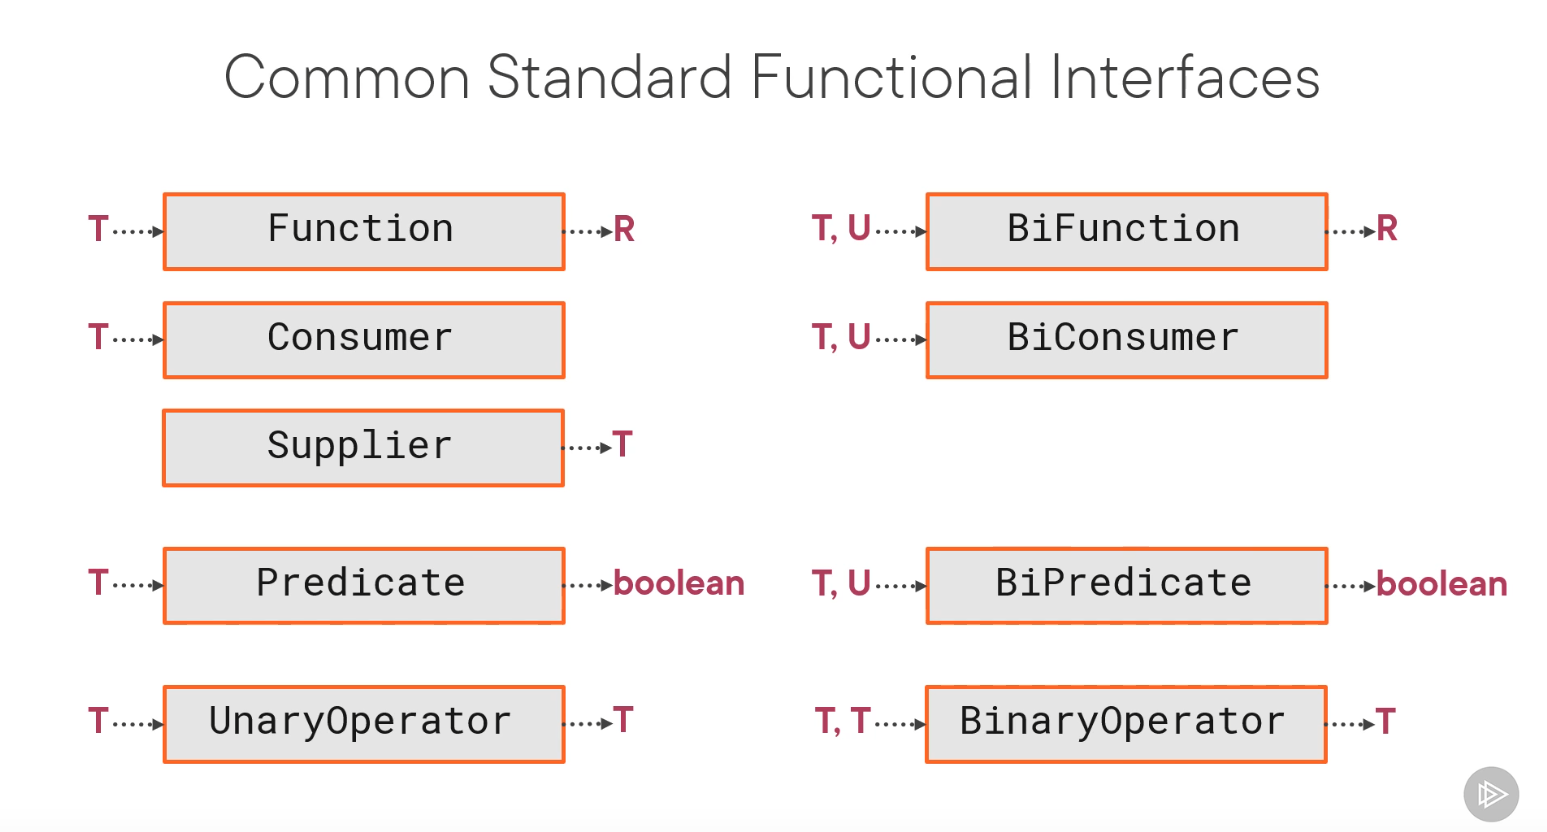 Common Standard Functional Interfaces
T Function R
T, U BiFunction R
T Consumer
T, U BiConsumer
Supplier T
T Predicate boolean
T, U BiPredicate boolean
T UnaryOperator T
T, T BinaryOperator T